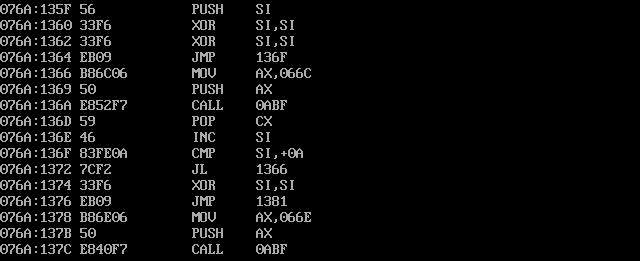 076A:135F 56 PUSH SI
076A:1360 33F6 XOR SI,SI
076A:1362 33F6 XOR SI,SI
076A:1364 EB09 JMP 136F
076A:1366 B86C06 MOV AX,066C
076A:1369 50 PUSH AX
076A:136A E852F7 CALL 0ABF
076A:136D 59 POP CX
076A:136E 46 INC SI
076A:136F 83FE0A CMP SI,+0A
076A:1372 7CF2 JL 1366
076A:1374 33F6 XOR SI,SI
076A:1376 EB09 JMP 1381
076A:1378 B86E06 MOV AX,066E
076A:137B 50 PUSH AX
076A:137C E840F7 CALL 0ABF